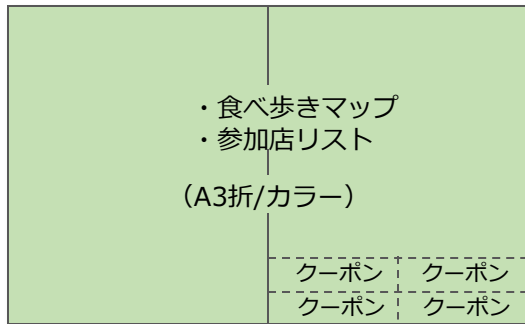 ・食べ歩きマップ
・参加店リスト
（A3折/カラー）
クーポン クーポン
クーポン クーポン